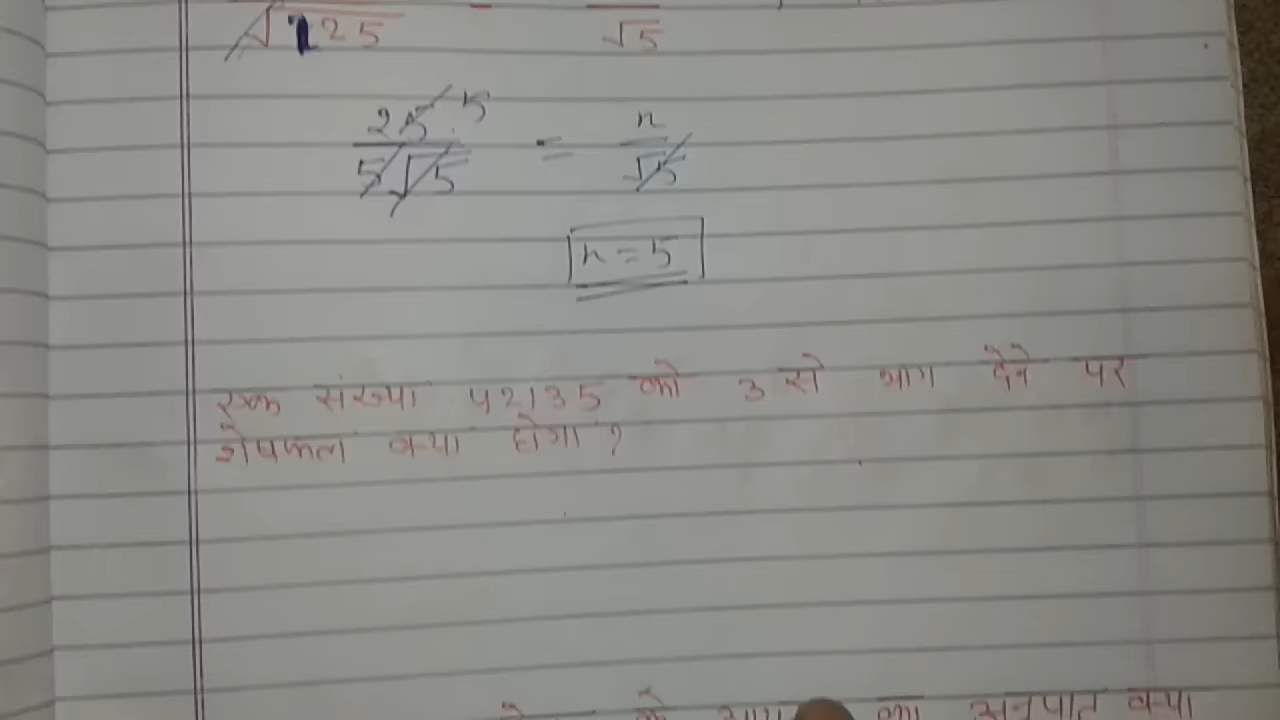 √125 = √5
25 5 / 5√5 = n / √5
n = 5
एक संख्या 42135 को 3 से भाग देने पर
शेषफल क्या होगा ?
के का अनुपात क्या